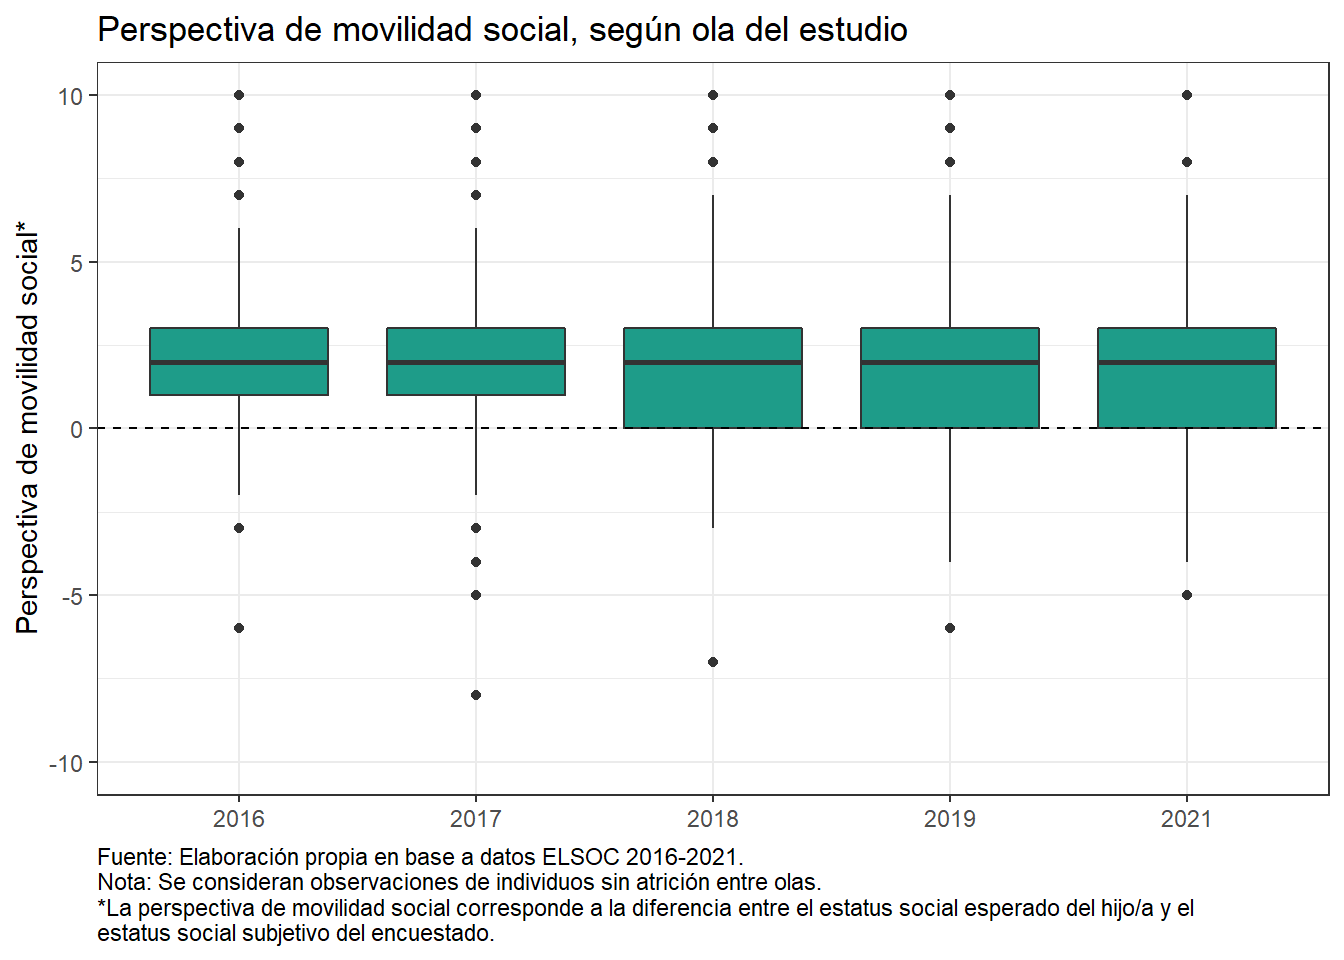 Perspectiva de movilidad social, según ola del estudio
Perspectiva de movilidad social*
10
5
0
-5
-10
2016
2017
2018
2019
2021
Fuente: Elaboración propia en base a datos ELSOC 2016-2021.
Nota: Se consideran observaciones de individuos sin atrición entre olas.
*La perspectiva de movilidad social corresponde a la diferencia entre el estatus social esperado del hijo/a y el
estatus social subjetivo del encuestado.